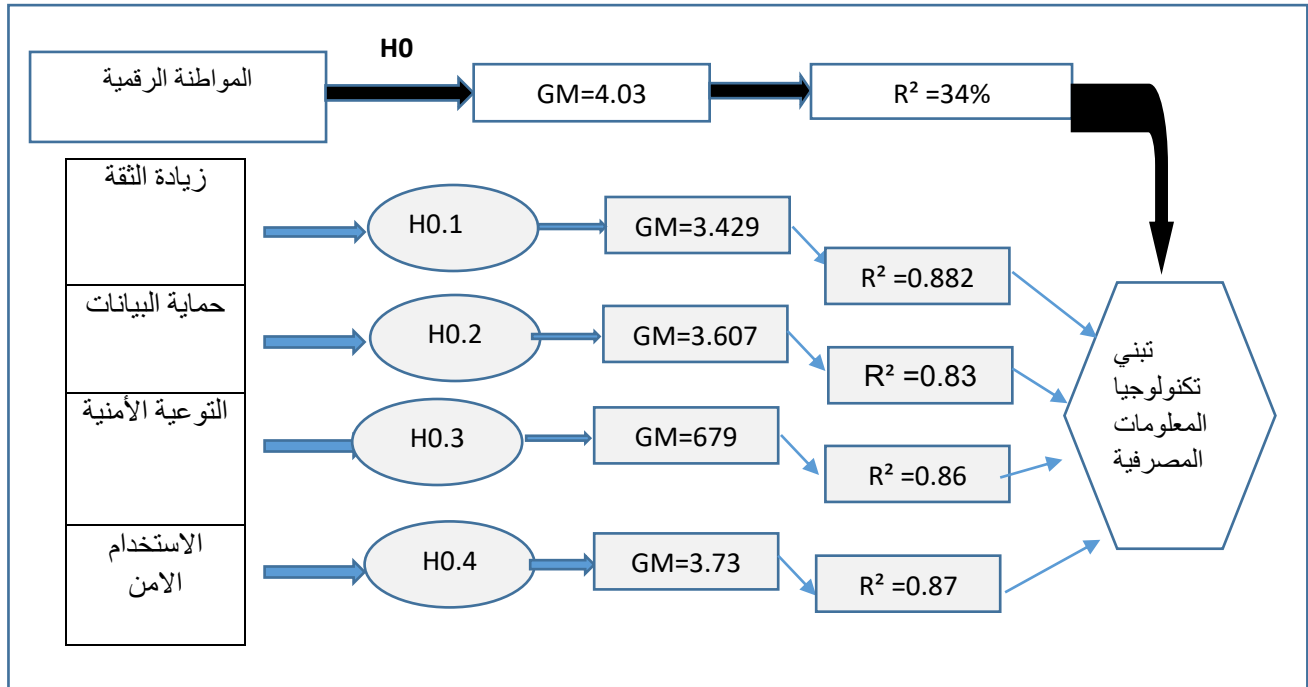 H0
المواطنة الرقمية
GM=4.03
R² =34%
زيادة الثقة
H0.1
GM=3.429
R² =0.882
حماية البيانات
H0.2
GM=3.607
R² =0.83
التوعية الأمنية
H0.3
GM=679
R² =0.86
الاستخدام
الامن
H0.4
GM=3.73
R² =0.87
تبني
تكنولوجيا
المعلومات
المصرفية